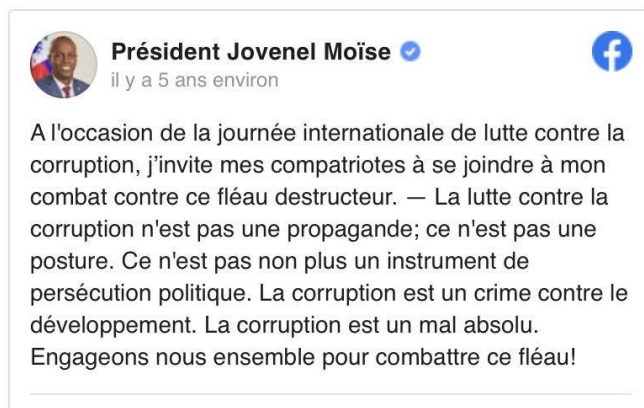 Président Jovenel Moïse
il y a 5 ans environ
A l'occasion de la journée internationale de lutte contre la
corruption, j’invite mes compatriotes à se joindre à mon
combat contre ce fléau destructeur. — La lutte contre la
corruption n'est pas une propagande; ce n'est pas une
posture. Ce n'est pas non plus un instrument de
persécution politique. La corruption est un crime contre le
développement. La corruption est un mal absolu.
Engageons nous ensemble pour combattre ce fléau!